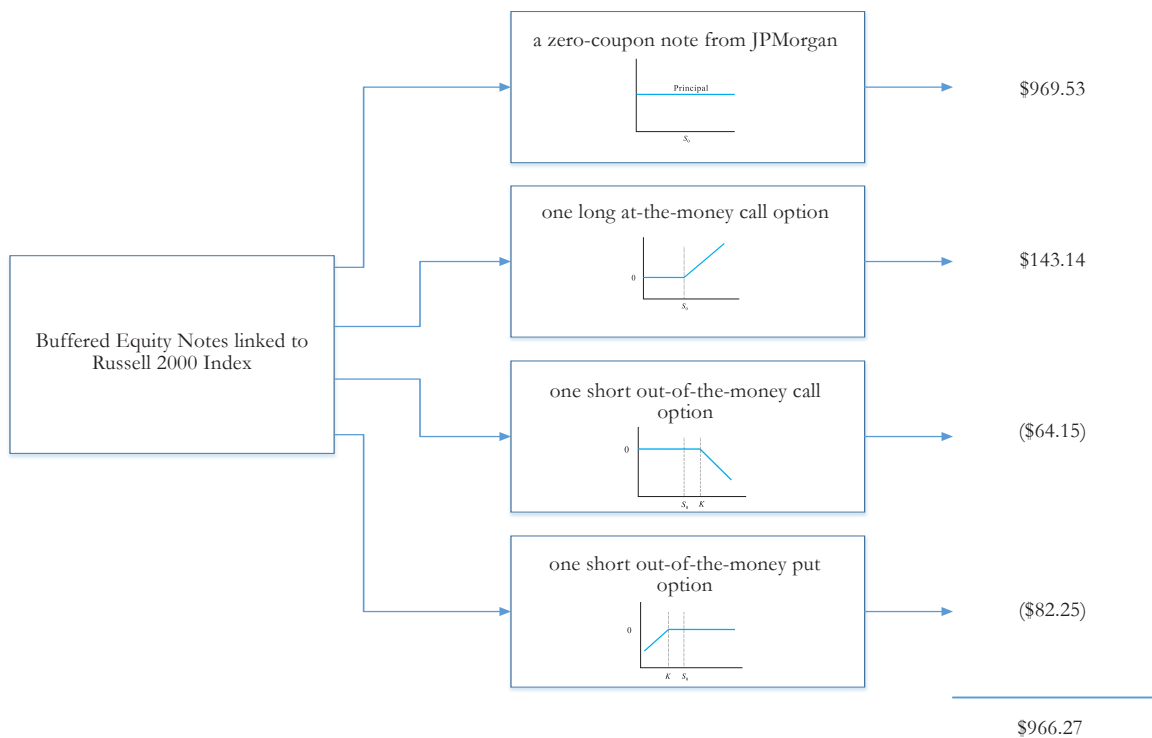 a zero-coupon note from JPMorgan
Principal
S₀
$969.53
one long at-the-money call option
0
S₀
$143.14
Buffered Equity Notes linked to
Russell 2000 Index
one short out-of-the-money call
option
0
S₀ K
($64.15)
one short out-of-the-money put
option
0
K S₀
($82.25)
$966.27